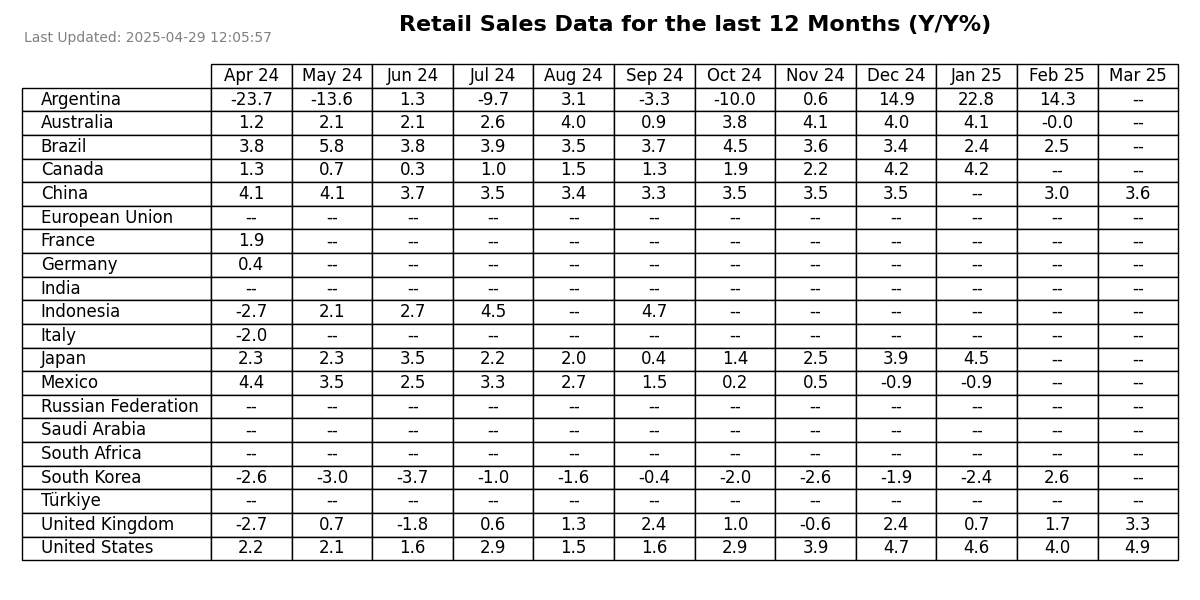 Retail Sales Data for the last 12 Months (Y/Y%)
Last Updated: 2025-04-29 12:05:57
Apr 24 May 24 Jun 24 Jul 24 Aug 24 Sep 24 Oct 24 Nov 24 Dec 24 Jan 25 Feb 25 Mar 25
Argentina -23.7 -13.6 1.3 -9.7 3.1 -3.3 -10.0 0.6 14.9 22.8 14.3 --
Australia 1.2 2.1 2.1 2.6 4.0 0.9 3.8 4.1 4.0 4.1 -0.0 --
Brazil 3.8 5.8 3.8 3.9 3.5 3.7 4.5 3.6 3.4 2.4 2.5 --
Canada 1.3 0.7 0.3 1.0 1.5 1.3 1.9 2.2 4.2 4.2 -- --
China 4.1 4.1 3.7 3.5 3.4 3.3 3.5 3.5 3.5 -- 3.0 3.6
European Union -- -- -- -- -- -- -- -- -- -- -- --
France 1.9 -- -- -- -- -- -- -- -- -- -- --
Germany 0.4 -- -- -- -- -- -- -- -- -- -- --
India -- -- -- -- -- -- -- -- -- -- -- --
Indonesia -2.7 2.1 2.7 4.5 -- 4.7 -- -- -- -- -- --
Italy -2.0 -- -- -- -- -- -- -- -- -- -- --
Japan 2.3 2.3 3.5 2.2 2.0 0.4 1.4 2.5 3.9 4.5 -- --
Mexico 4.4 3.5 2.5 3.3 2.7 1.5 0.2 0.5 -0.9 -0.9 -- --
Russian Federation -- -- -- -- -- -- -- -- -- -- -- --
Saudi Arabia -- -- -- -- -- -- -- -- -- -- -- --
South Africa -- -- -- -- -- -- -- -- -- -- -- --
South Korea -2.6 -3.0 -3.7 -1.0 -1.6 -0.4 -2.0 -2.6 -1.9 -2.4 2.6 --
Türkiye -- -- -- -- -- -- -- -- -- -- -- --
United Kingdom -2.7 0.7 -1.8 0.6 1.3 2.4 1.0 -0.6 2.4 0.7 1.7 3.3
United States 2.2 2.1 1.6 2.9 1.5 1.6 2.9 3.9 4.7 4.6 4.0 4.9